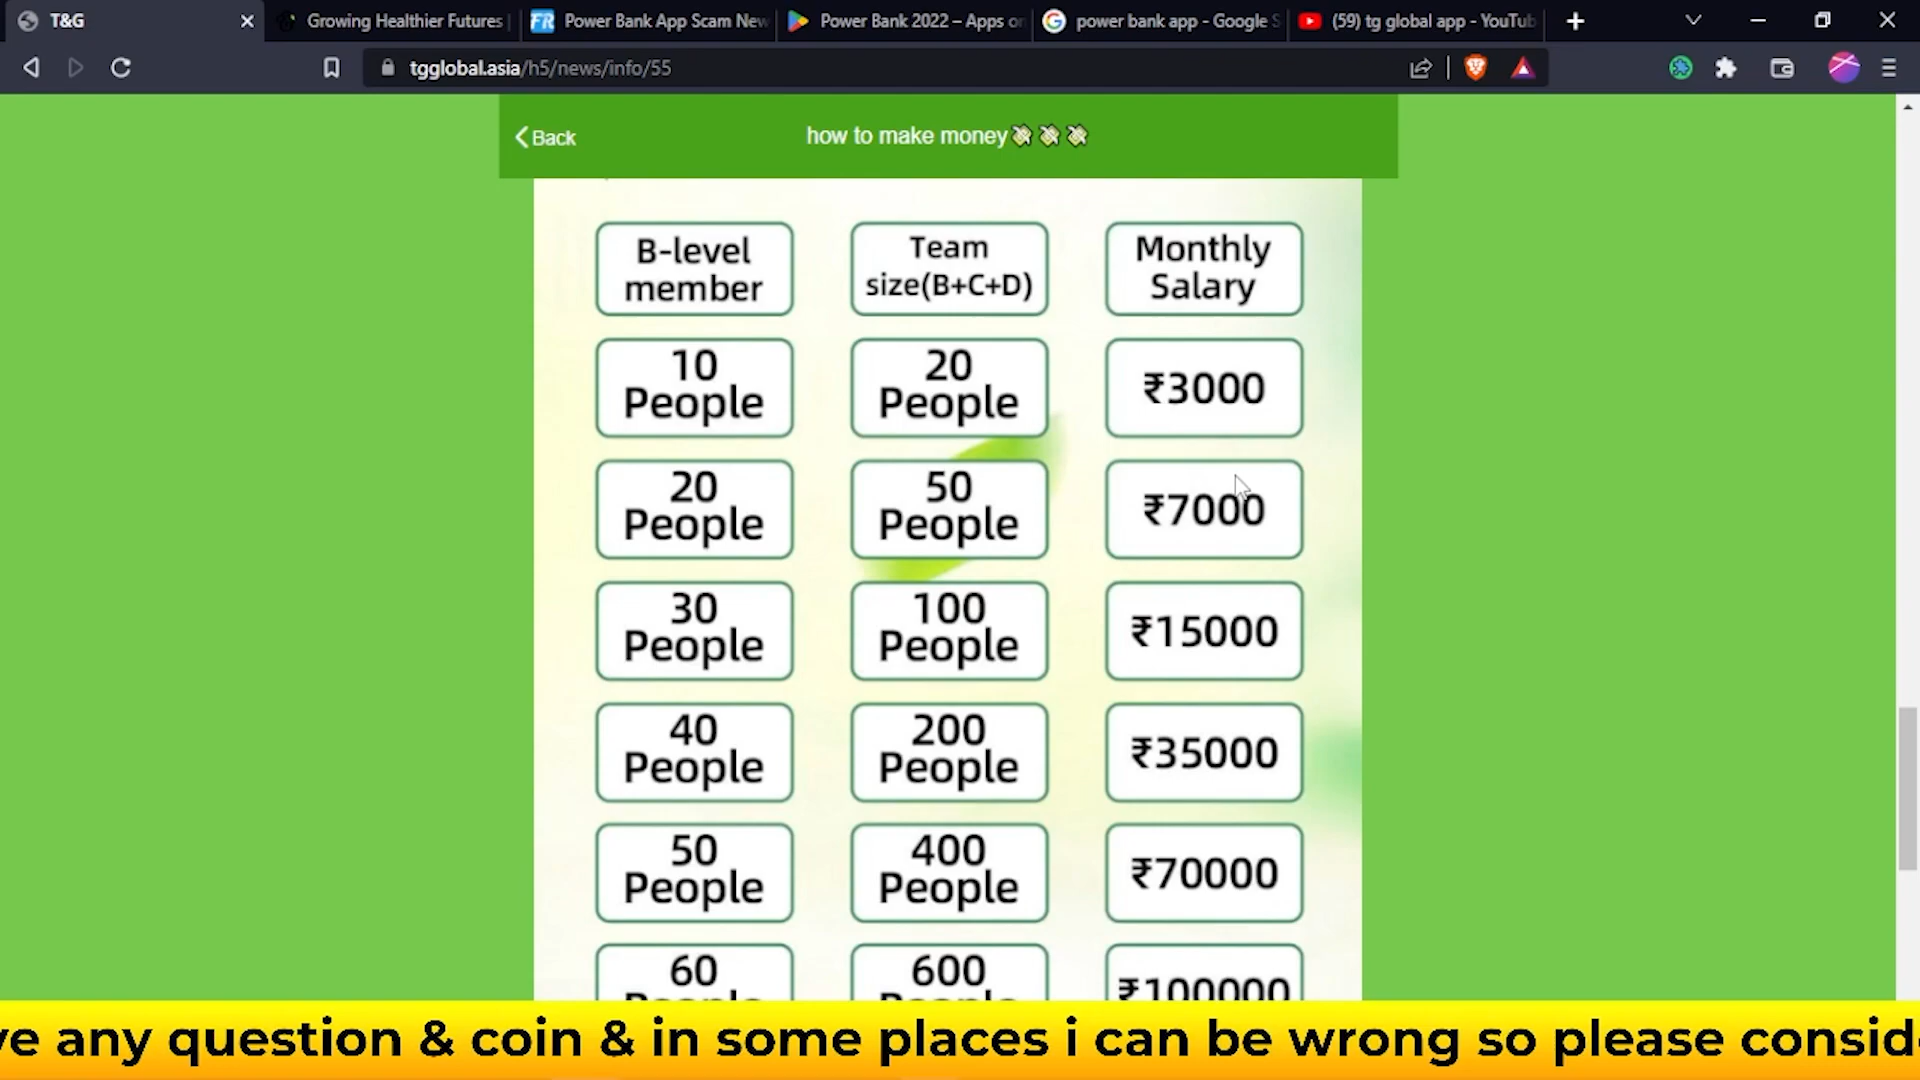 T&G
Growing Healthier Futures |
Power Bank App Scam New
Power Bank 2022 – Apps or
power bank app - Google S
(59) tg global app - YouTub
tgglobal.asia/h5/news/info/55
Back
how to make money💸💸💸
B-level
member
Team
size(B+C+D)
Monthly
Salary
10
People
20
People
₹3000
20
People
50
People
₹7000
30
People
100
People
₹15000
40
People
200
People
₹35000
50
People
400
People
₹70000
60
People
600
People
₹100000
ve any question & coin & in some places i can be wrong so please conside